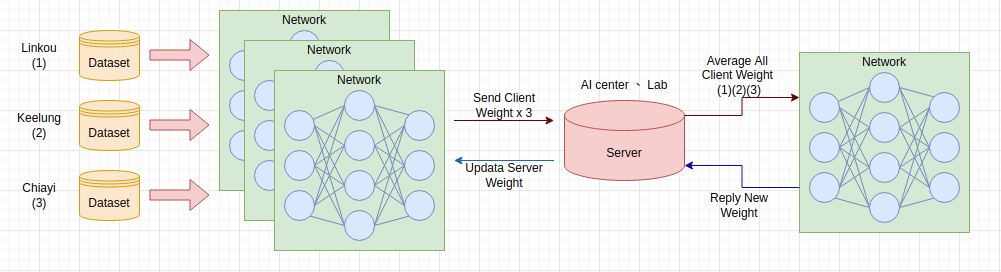 Linkou
(1)
Dataset
Keelung
(2)
Dataset
Chiayi
(3)
Dataset
Network
Network
Network
Send Client
Weight x 3
Updata Server
Weight
AI center 、 Lab
Server
Average All
Client Weight
(1)(2)(3)
Reply New
Weight
Network